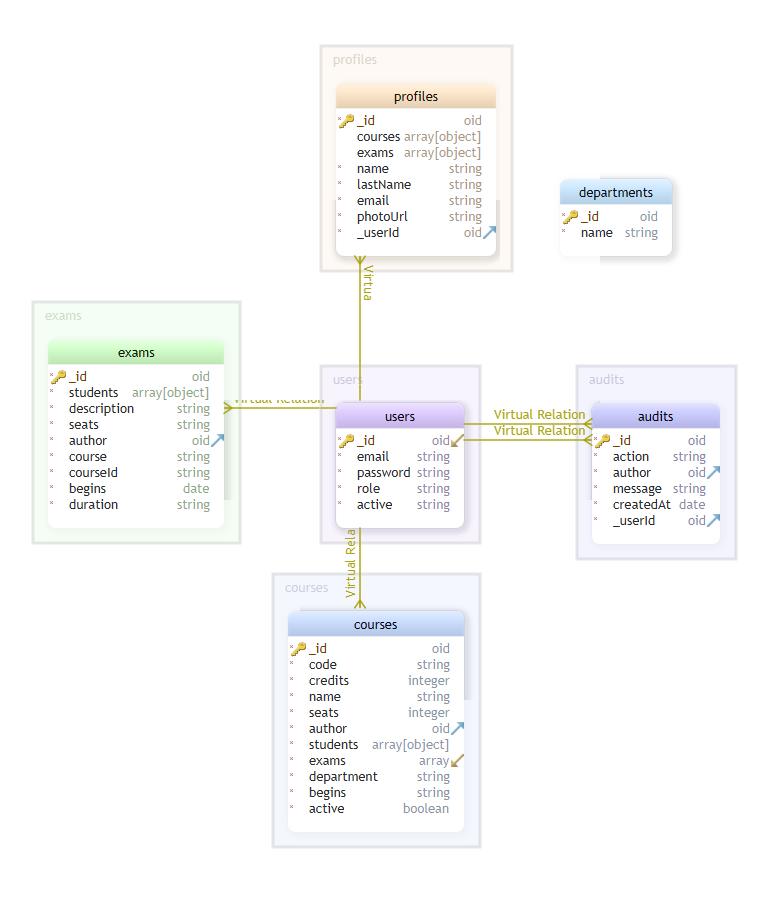 profiles
profiles
_id oid
courses array[object]
exams array[object]
name string
lastName string
email string
photoUrl string
_userId oid
departments
_id oid
name string
Virtua
exams
exams
_id oid
students array[object]
description string
seats string
author oid
course string
courseId string
begins date
duration string
Virtual Relation
users
users
_id oid
email string
password string
role string
active string
Virtual Relation
Virtual Relation
audits
audits
_id oid
action string
author oid
message string
createdAt date
_userId oid
Virtual Rela
courses
courses
_id oid
code string
credits integer
name string
seats integer
author oid
students array[object]
exams array
department string
begins string
active boolean